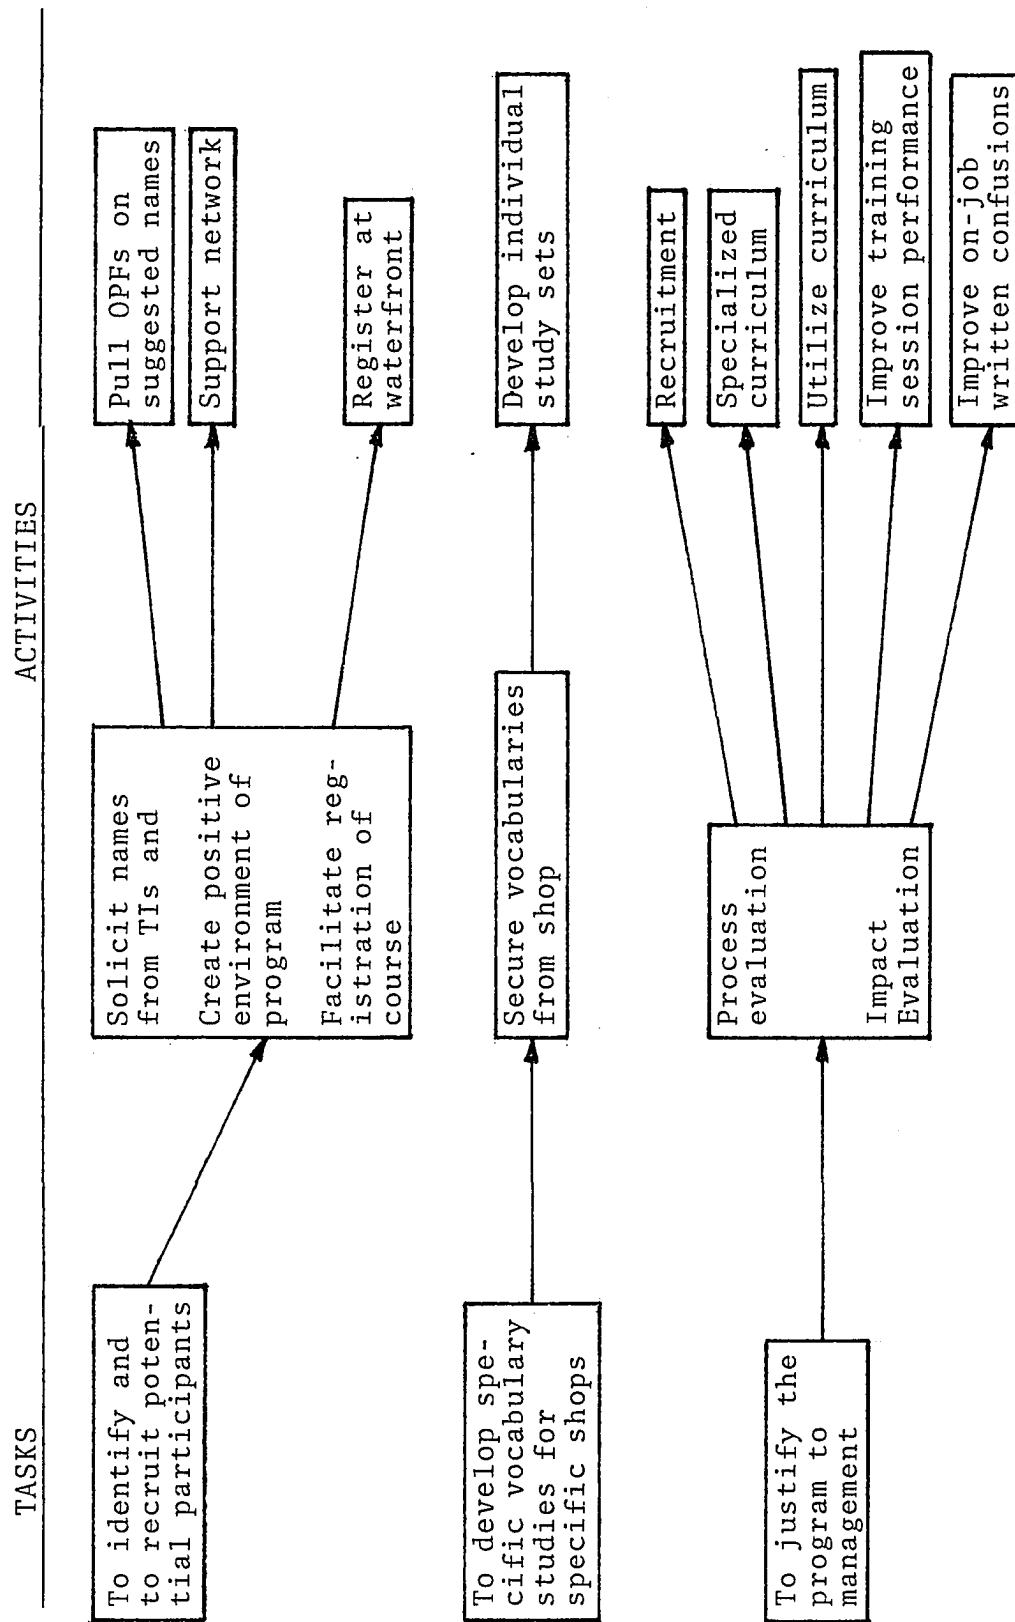 TASKS
ACTIVITIES
To identify and
to recruit poten-
tial participants
Solicit names
from TIs and
Create positive
environment of
program
Facilitate reg-
istration of
course
Pull OPFs on
suggested names
Support network
Register at
waterfront
To develop spe-
cific vocabulary
studies for
specific shops
Secure vocabularies
from shop
Develop individual
study sets
To justify the
program to
management
Process
evaluation
Impact
Evaluation
Recruitment
Specialized
curriculum
Utilize curriculum
Improve training
session performance
Improve on-job
written confusions